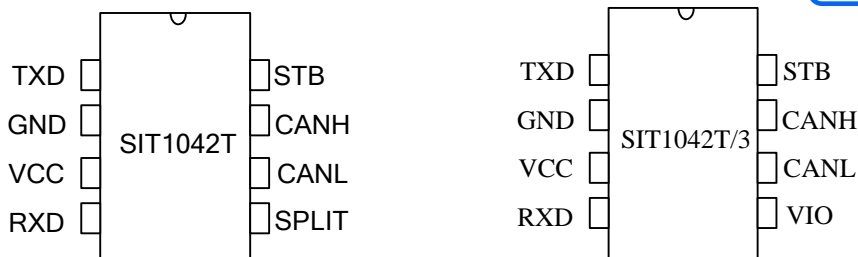 TXD STB
GND CANH
SIT1042T
VCC CANL
RXD SPLIT
TXD STB
GND CANH
SIT1042T/3
VCC CANL
RXD VIO